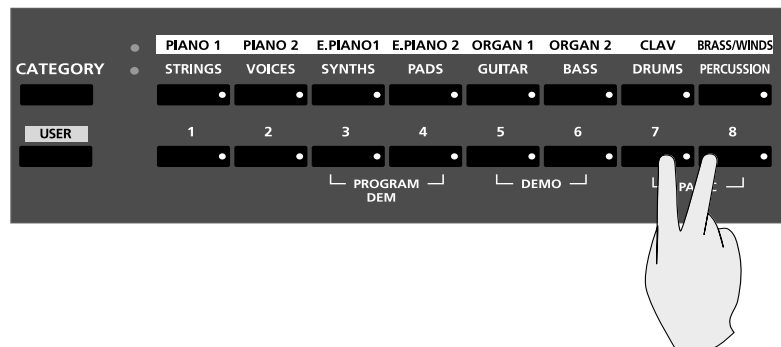 PIANO 1 PIANO 2 E.PIANO1 E.PIANO 2 ORGAN 1 ORGAN 2 CLAV BRASS/WINDS
CATEGORY STRINGS VOICES SYNTHS PADS GUITAR BASS DRUMS PERCUSSION
USER 1 2 3 4 5 6 7 8
PROGRAM DEMO
DEM